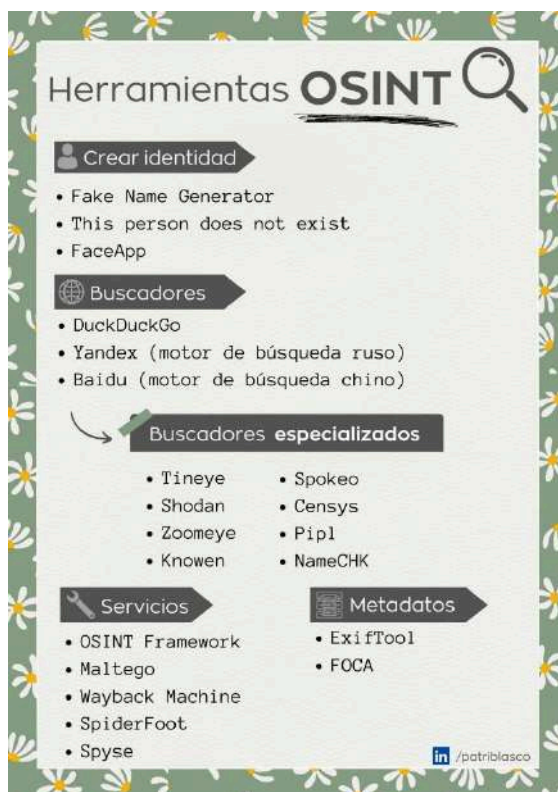 Herramientas OSINT
Crear identidad
• Fake Name Generator
• This person does not exist
• FaceApp
Buscadores
• DuckDuckGo
• Yandex (motor de búsqueda ruso)
• Baidu (motor de búsqueda chino)
Buscadores especializados
• Tineye
• Shodan
• Zoomeye
• Knowen
• Spokeo
• Censys
• Pipl
• NameCHK
Servicios
• OSINT Framework
• Maltego
• Wayback Machine
• SpiderFoot
• Spyse
Metadatos
• ExifTool
• FOCA
in /patriblasco